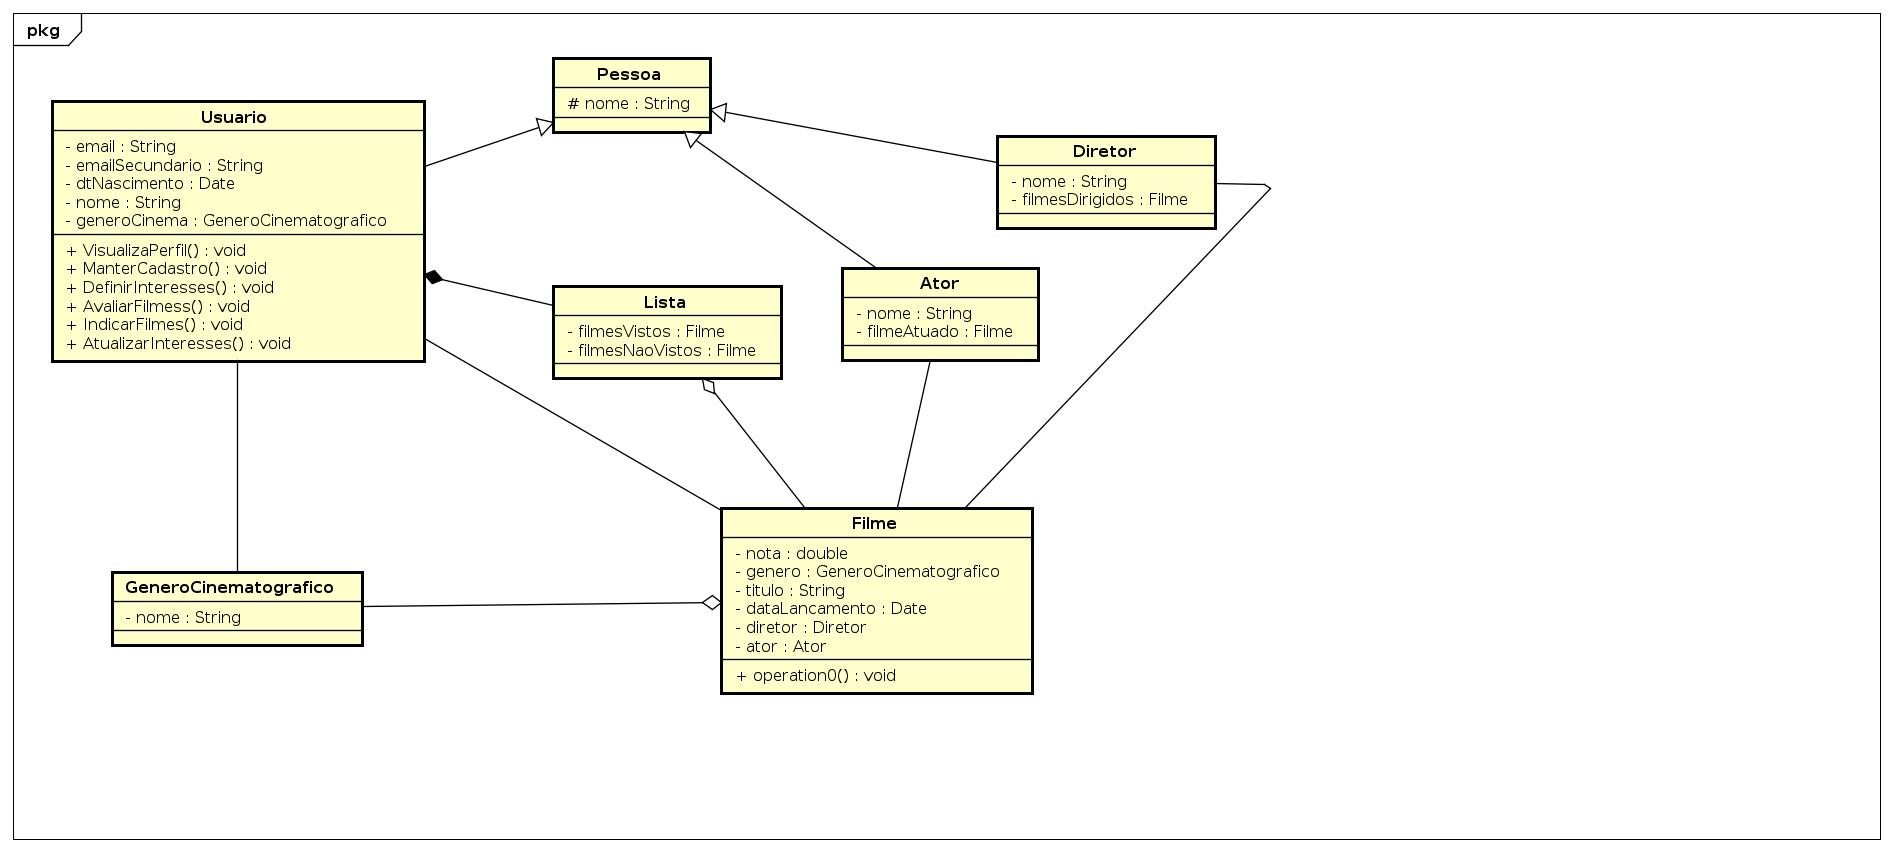 pkg
Pessoa
# nome : String
Usuario
- email : String
- emailSecundario : String
- dtNascimento : Date
- nome : String
- generoCinema : GeneroCinematografico
+ VisualizaPerfil() : void
+ ManterCadastro() : void
+ DefinirInteresses() : void
+ AvaliarFilmess() : void
+ IndicarFilmes() : void
+ AtualizarInteresses() : void
Diretor
- nome : String
- filmesDirigidos : Filme
Lista
- filmesVistos : Filme
- filmesNaoVistos : Filme
Ator
- nome : String
- filmeAtuado : Filme
GeneroCinematografico
- nome : String
Filme
- nota : double
- genero : GeneroCinematografico
- titulo : String
- dataLancamento : Date
- diretor : Diretor
- ator : Ator
+ operation0() : void